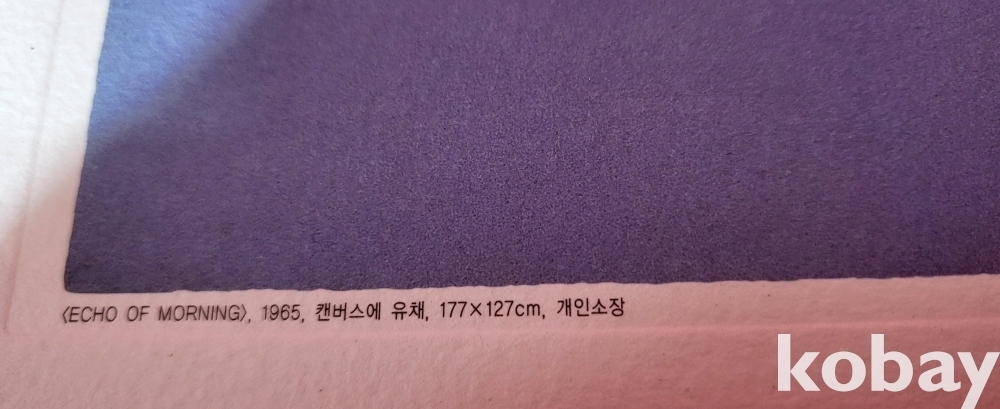 〈ECHO OF MORNING〉, 1965, 캔버스에 유채, 177×127cm, 개인소장
kobay